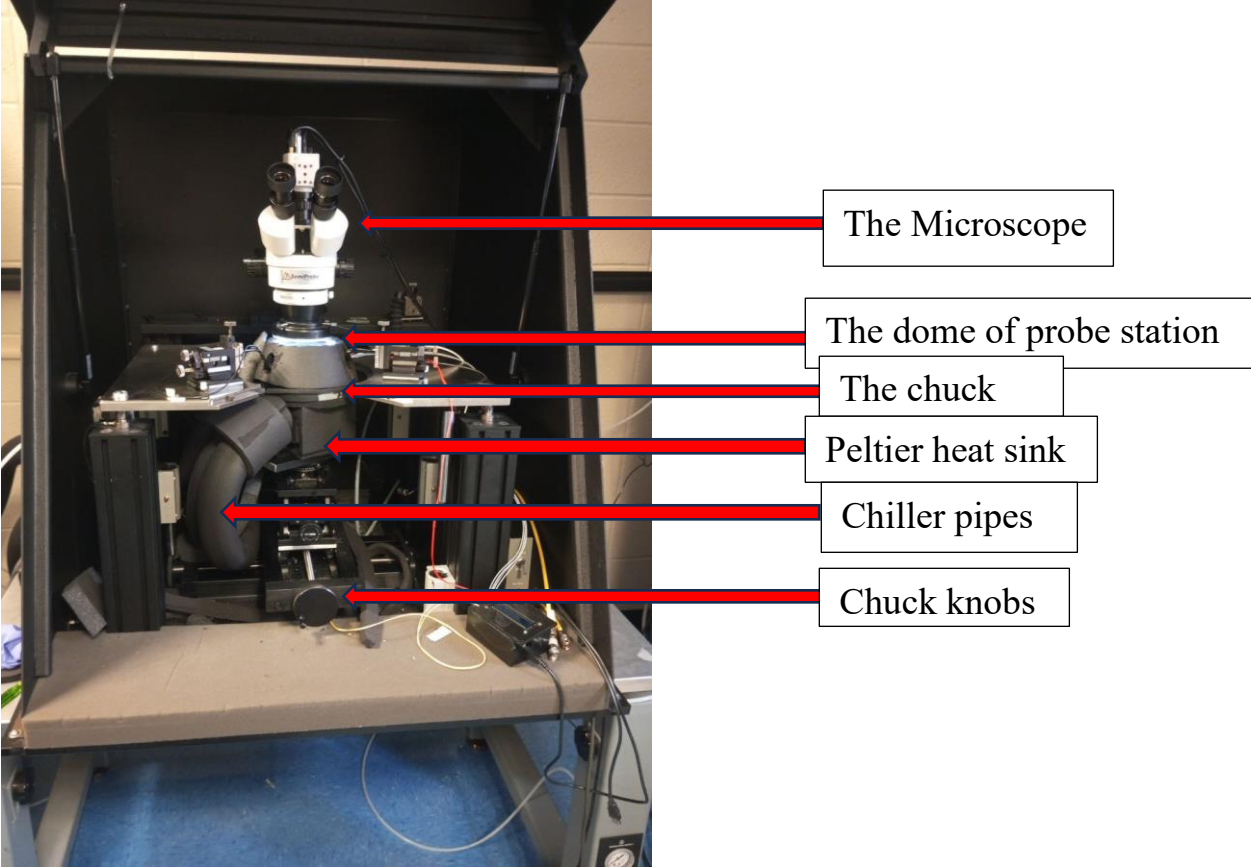 The Microscope
The dome of probe station
The chuck
Peltier heat sink
Chiller pipes
Chuck knobs